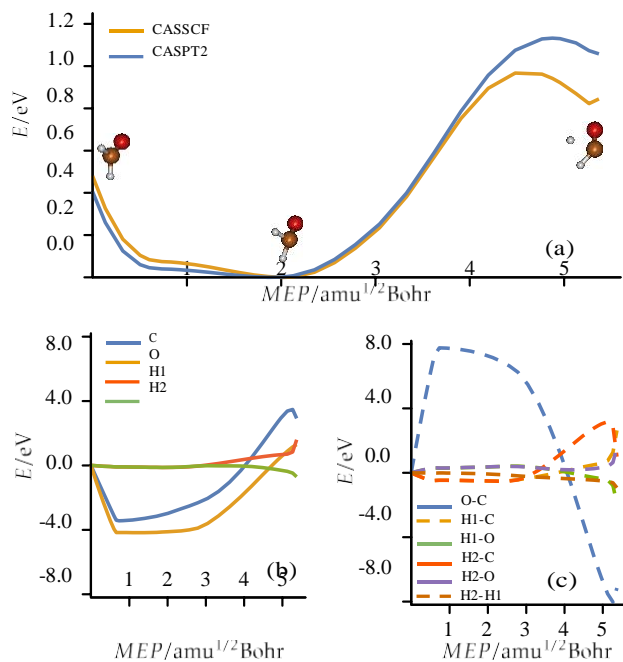 1.2
CASSCF
CASPT2
1.0
0.8
E/eV
0.6
0.4
0.2
0.0
(a)
1 2 3 4 5
MEP/amu1/2Bohr
8.0
C
O
H1
H2
4.0
0.0
E/eV
-4.0
-8.0
(b)
1 2 3 4 5
MEP/amu1/2Bohr
8.0
4.0
0.0
E/eV
-4.0
-8.0
O-C
H1-C
H1-O
H2-C
H2-O
H2-H1
(c)
1 2 3 4 5
MEP/amu1/2Bohr